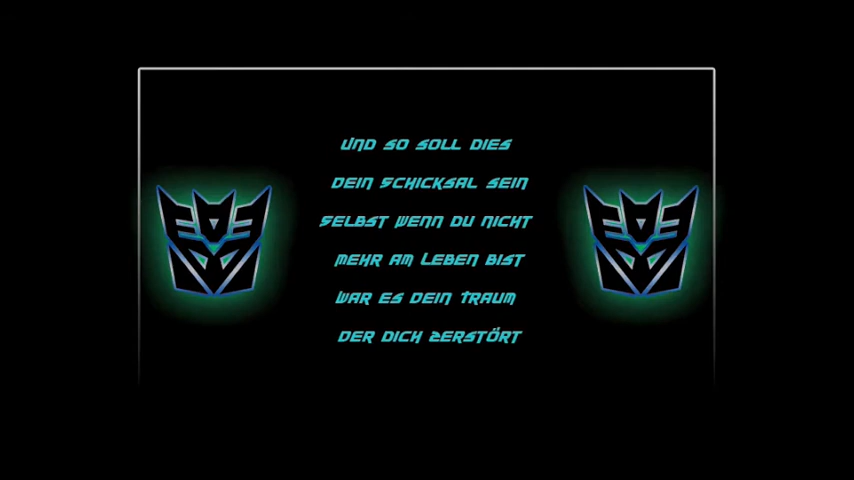 UND SO SOLL DIES
DEIN SCHICKSAL SEIN
SELBST WENN DU NICHT
MEHR AM LEBEN BIST
WAR ES DEIN TRAUM
DER DICH ZERSTÖRT